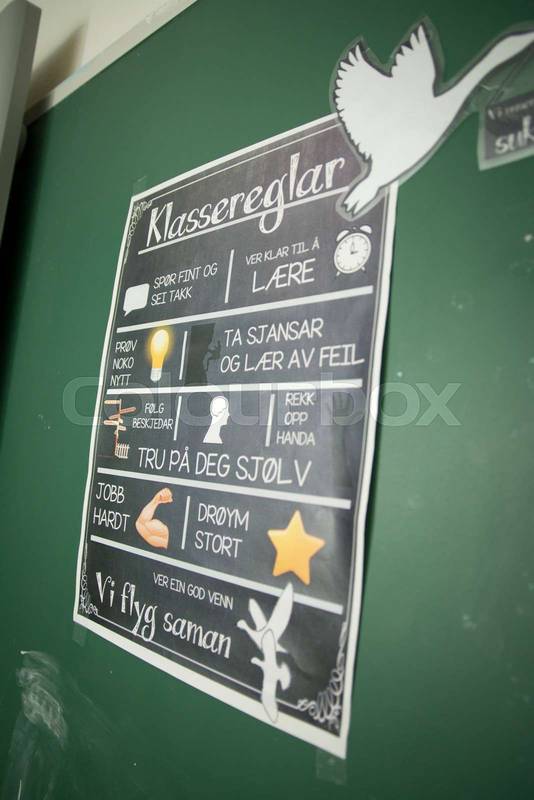 Klassereglar
SPØR FINT OG
SEI TAKK
VER KLAR TIL Å
LÆRE
PRØV
NOKO
NYTT
TA SJANSAR
OG LÆR AV FEIL
FØLG
BESKJEDAR
REKK
OPP
HANDA
TRU PÅ DEG SJØLV
JOBB
HARDT
DRØYM
STORT
VER EIN GOD VENN
Vi flyg saman
colourbox